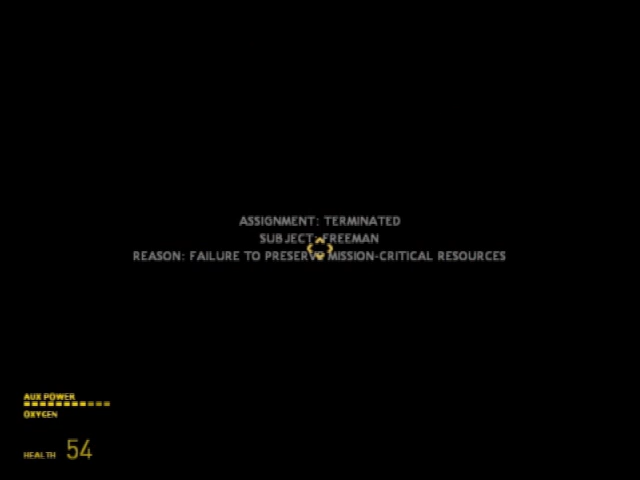 ASSIGNMENT: TERMINATED
SUBJECT: FREEMAN
REASON: FAILURE TO PRESERVE MISSION-CRITICAL RESOURCES
AUX POWER
OXYGEN
HEALTH 54